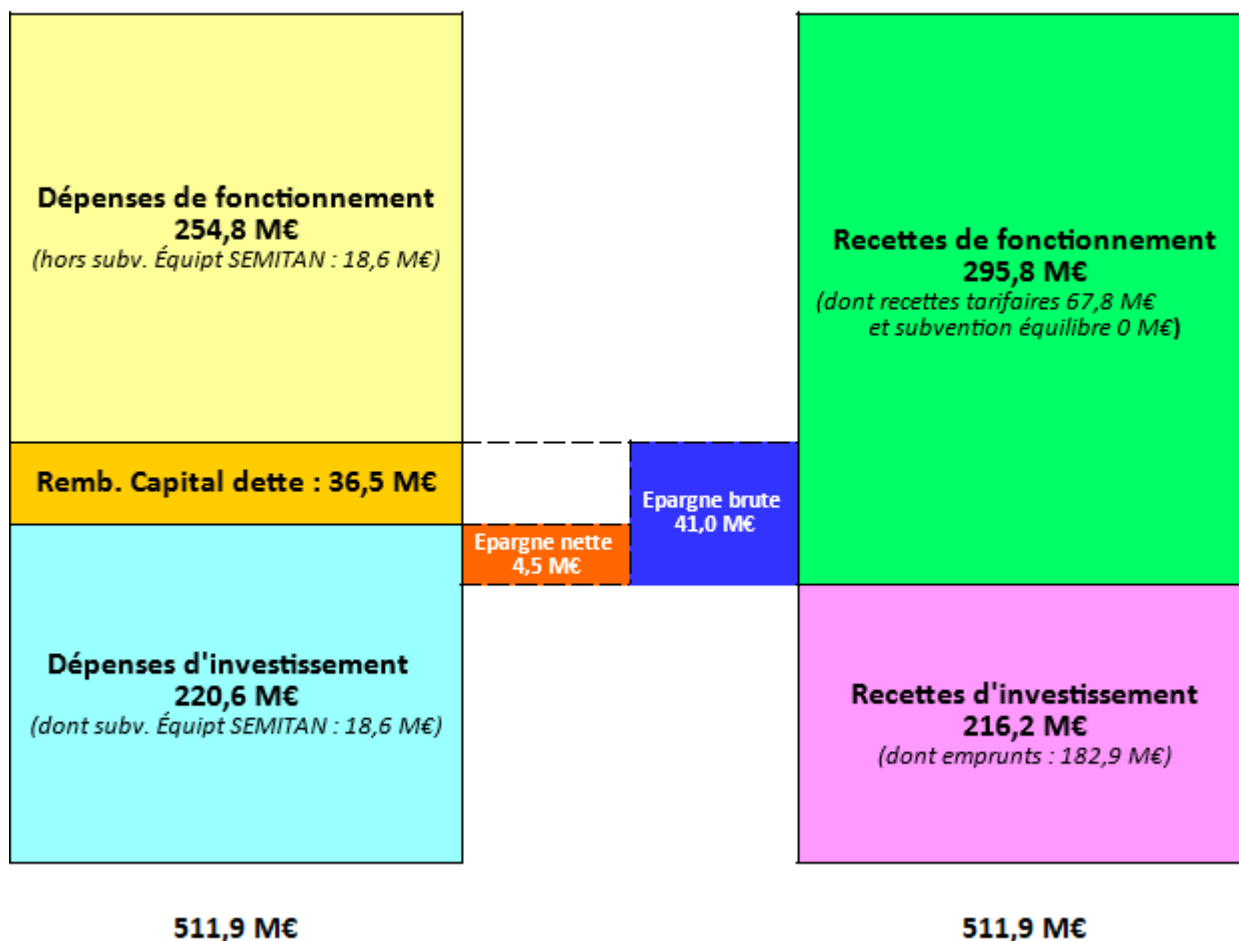 Dépenses de fonctionnement
254,8 M€
(hors subv. Équipt SEMITAN : 18,6 M€)
Remb. Capital dette : 36,5 M€
Dépenses d'investissement
220,6 M€
(dont subv. Équipt SEMITAN : 18,6 M€)
511,9 M€
Epargne nette
4,5 M€
Epargne brute
41,0 M€
Recettes de fonctionnement
295,8 M€
(dont recettes tarifaires 67,8 M€
et subvention équilibre 0 M€)
Recettes d'investissement
216,2 M€
(dont emprunts : 182,9 M€)
511,9 M€